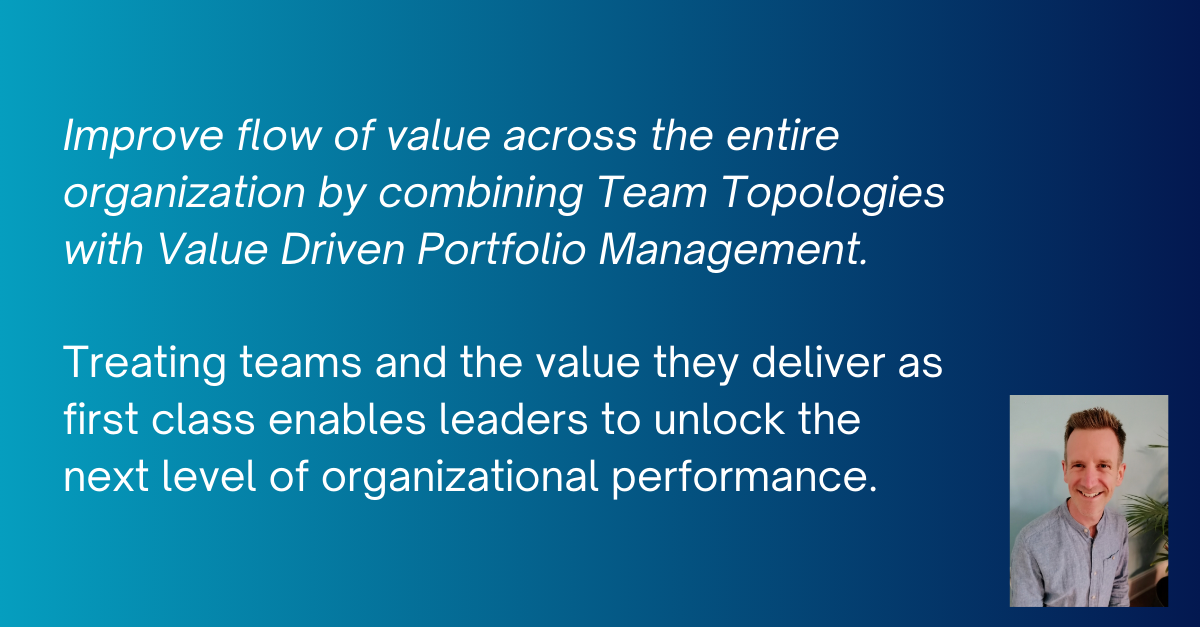 Improve flow of value across the entire
organization by combining Team Topologies
with Value Driven Portfolio Management.
Treating teams and the value they deliver as
first class enables leaders to unlock the
next level of organizational performance.